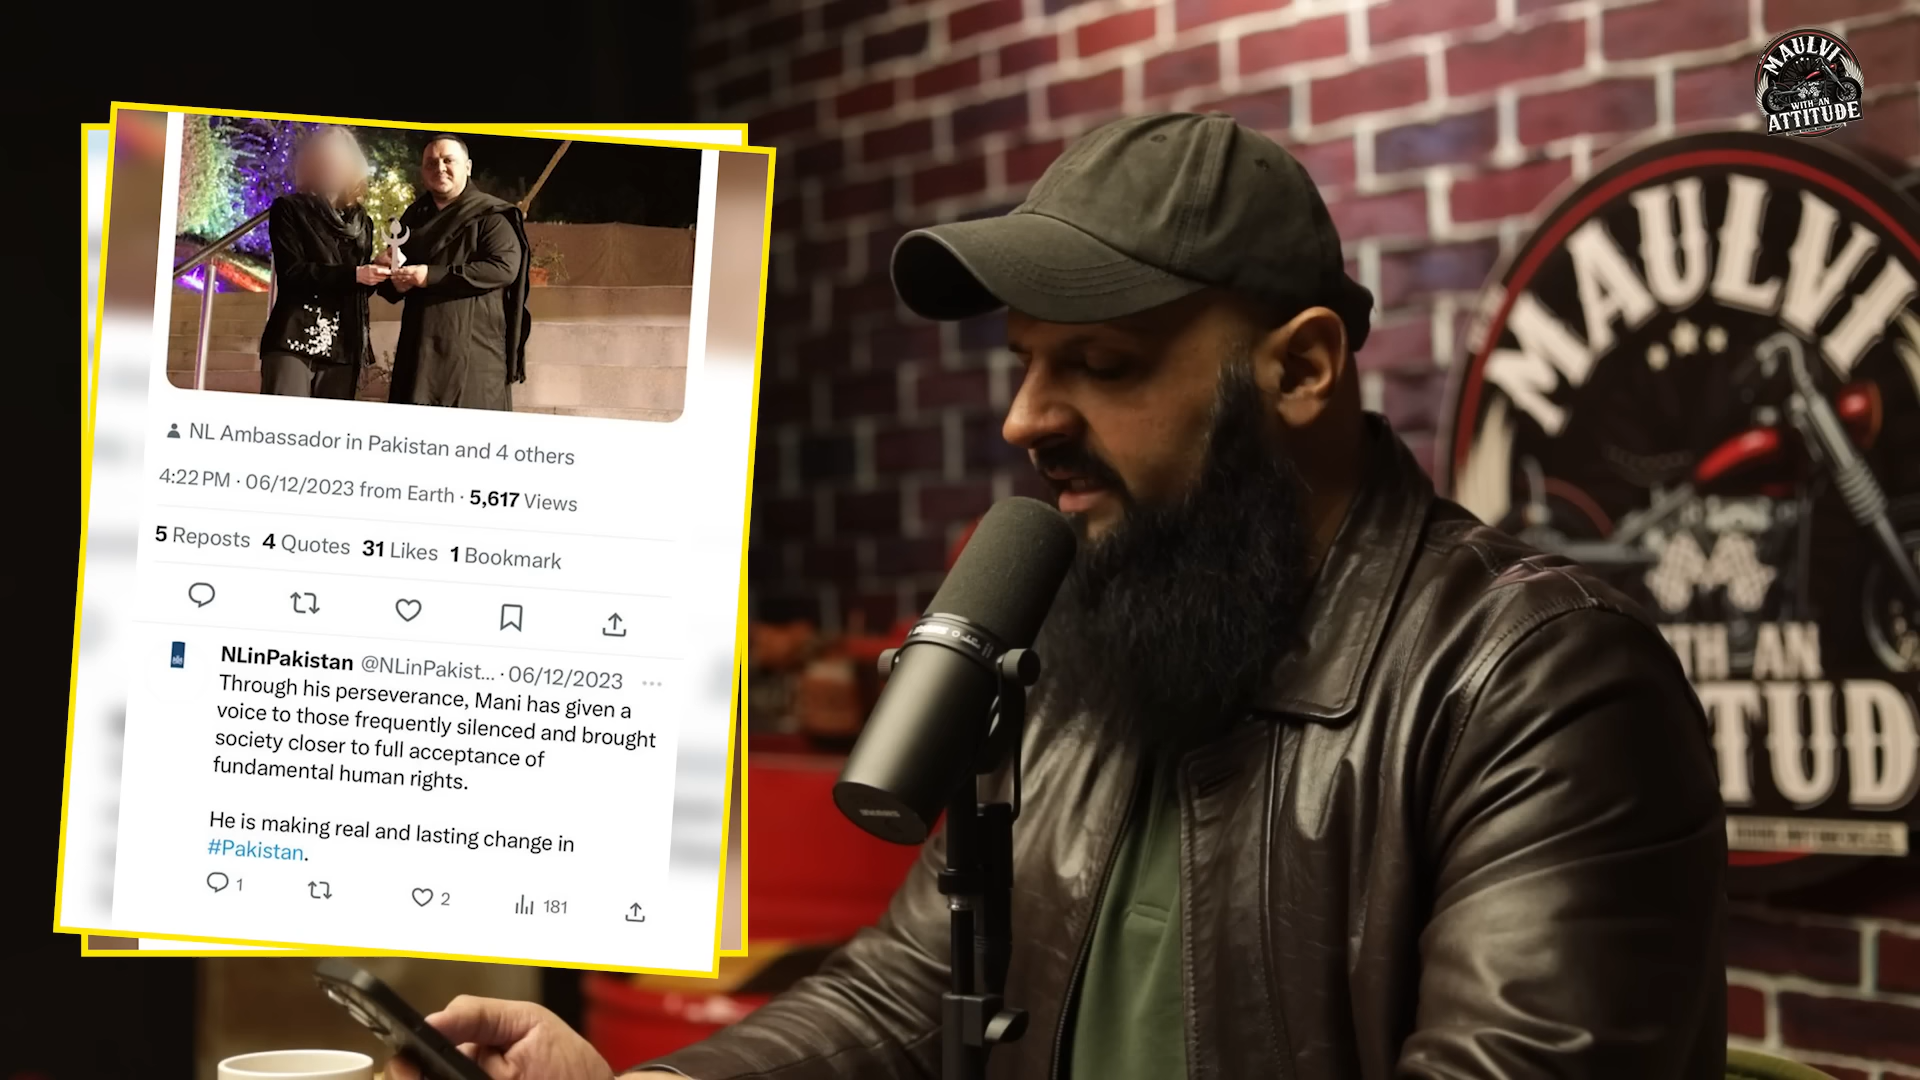 NL Ambassador in Pakistan and 4 others
4:22 PM · 06/12/2023 from Earth · 5,617 Views
5 Reposts 4 Quotes 31 Likes 1 Bookmark
NLinPakistan @NLinPakist... · 06/12/2023
Through his perseverance, Mani has given a
voice to those frequently silenced and brought
society closer to full acceptance of
fundamental human rights.
He is making real and lasting change in
#Pakistan.
1 2 181
MAULVI
WITH AN
ATTITUDE
MAULVI
TH AN
TUD